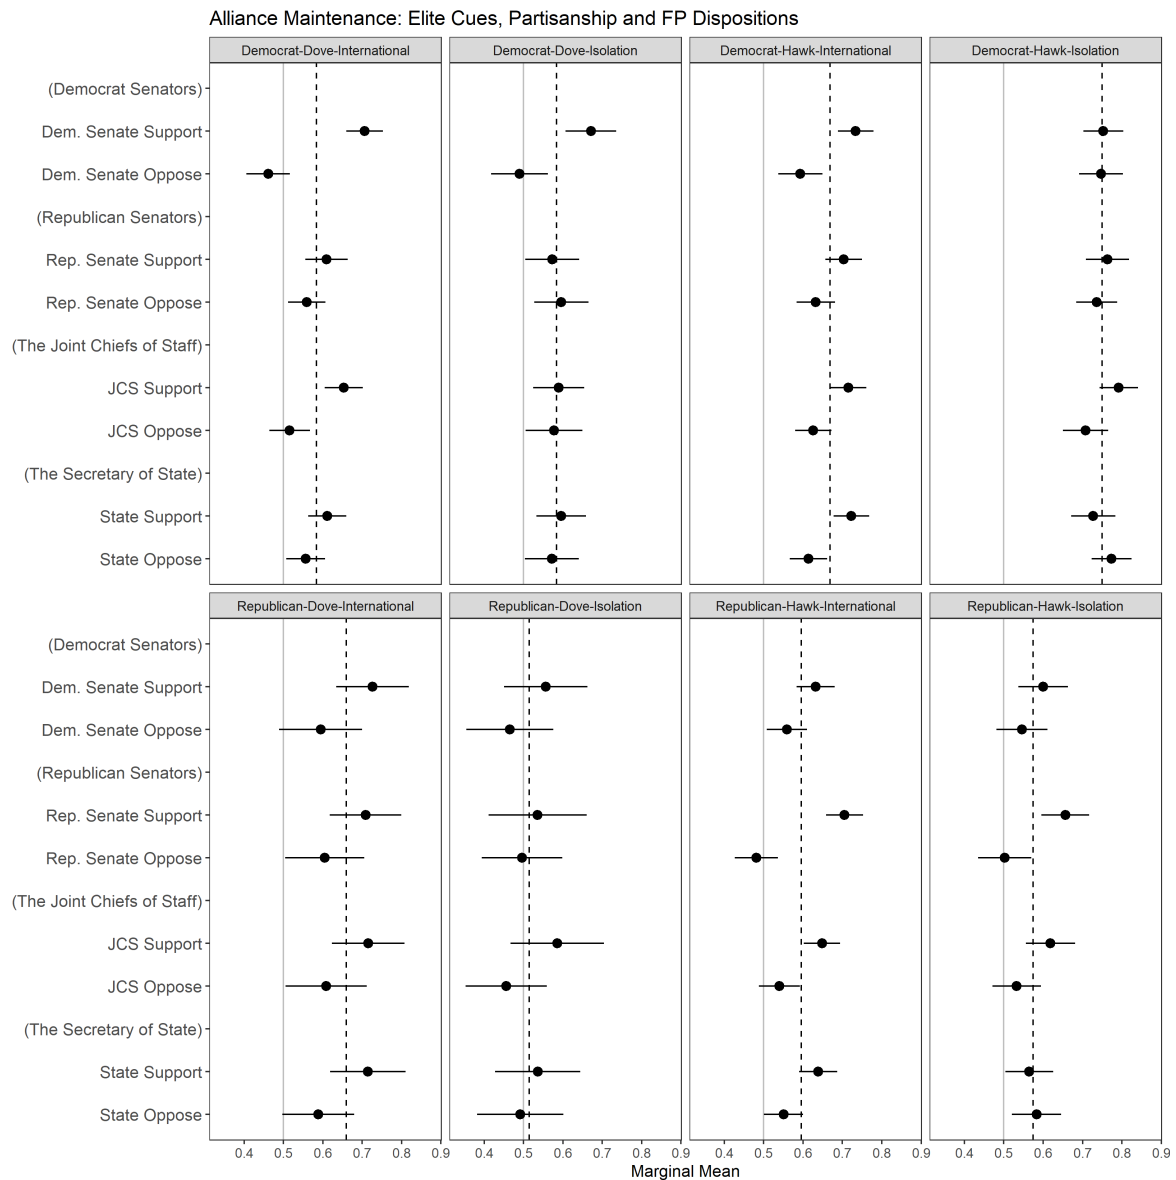 Alliance Maintenance: Elite Cues, Partisanship and FP Dispositions
Democrat-Dove-International Democrat-Dove-Isolation Democrat-Hawk-International Democrat-Hawk-Isolation
(Democrat Senators)
Dem. Senate Support
Dem. Senate Oppose
(Republican Senators)
Rep. Senate Support
Rep. Senate Oppose
(The Joint Chiefs of Staff)
JCS Support
JCS Oppose
(The Secretary of State)
State Support
State Oppose
Republican-Dove-International Republican-Dove-Isolation Republican-Hawk-International Republican-Hawk-Isolation
(Democrat Senators)
Dem. Senate Support
Dem. Senate Oppose
(Republican Senators)
Rep. Senate Support
Rep. Senate Oppose
(The Joint Chiefs of Staff)
JCS Support
JCS Oppose
(The Secretary of State)
State Support
State Oppose
0.4 0.5 0.6 0.7 0.8 0.9 0.4 0.5 0.6 0.7 0.8 0.9 0.4 0.5 0.6 0.7 0.8 0.9 0.4 0.5 0.6 0.7 0.8 0.9
Marginal Mean